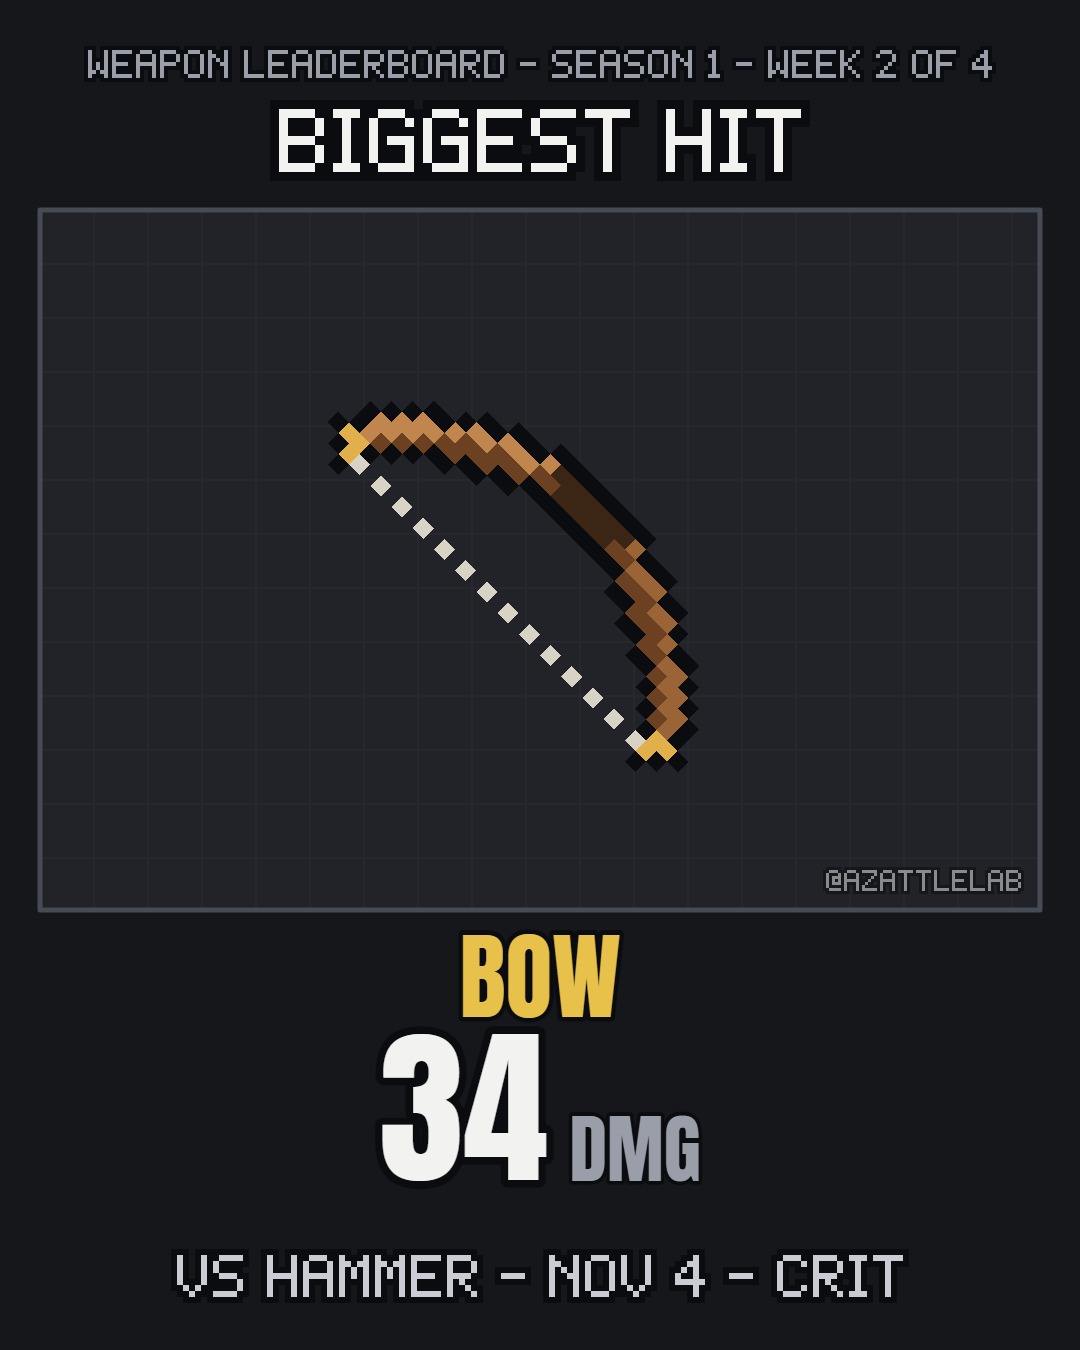 WEAPON LEADERBOARD - SEASON 1 - WEEK 2 OF 4
BIGGEST HIT
@AZATTLELAB
BOW
34 DMG
VS HAMMER - NOV 4 - CRIT